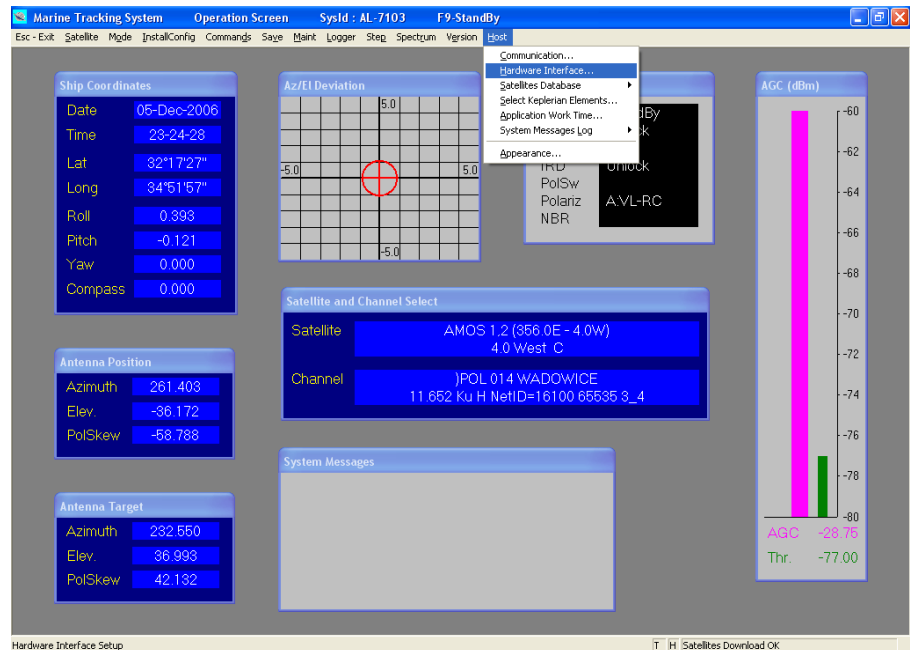 Marine Tracking System Operation Screen SysId : AL-7103 F9-StandBy
Esc - Exit Satellite Mode InstallConfig Commands Save Maint Logger Step Spectrum Version Host
Communication...
Hardware Interface...
Satellites Database
Select Keplerian Elements...
Application Work Time...
System Messages Log
Appearance...
Ship Coordinates
Date 05-Dec-2006
Time 23-24-28
Lat 32°17'27"
Long 34°51'57"
Roll 0.393
Pitch -0.121
Yaw 0.000
Compass 0.000
Az/El Deviation
5.0
-5.0 5.0
-5.0
IRD Unlock
PolSw
Polariz A:VL-RC
NBR
Satellite and Channel Select
Satellite AMOS 1,2 (356.0E - 4.0W)
4.0 West C
Channel )POL 014 WADOWICE
11.652 Ku H NetID=16100 65535 3_4
Antenna Position
Azimuth 261.403
Elev. -36.172
PolSkew -58.788
System Messages
Antenna Target
Azimuth 232.550
Elev. 36.993
PolSkew 42.132
AGC (dBm)
-60
-62
-64
-66
-68
-70
-72
-74
-76
-78
-80
AGC -28.75
Thr. -77.00
Hardware Interface Setup T H Satellites Download OK